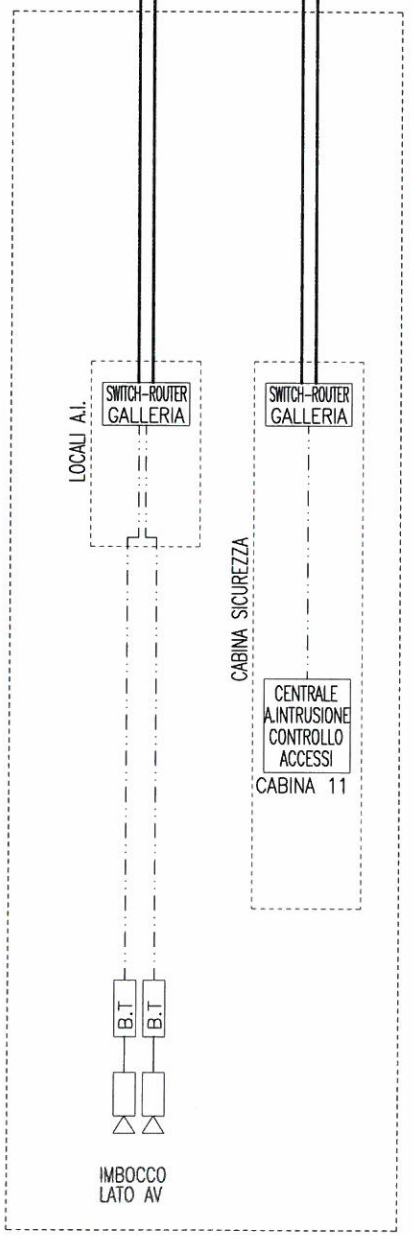 SWITCH-ROUTER
GALLERIA
LOCALI A.I.
SWITCH-ROUTER
GALLERIA
CABINA SICUREZZA
CENTRALE
A.INTRUSIONE
CONTROLLO
ACCESSI
CABINA 11
B.T
B.T
IMBOCCO
LATO AV